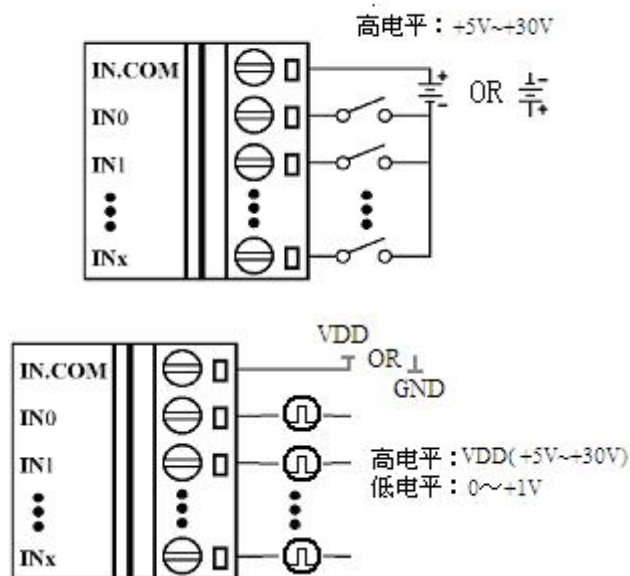 高电平：+5V~+30V
IN.COM
IN0
IN1
INx
+
-
OR
-
+
VDD
OR
GND
IN.COM
IN0
IN1
INx
高电平：VDD(+5V~+30V)
低电平：0～+1V